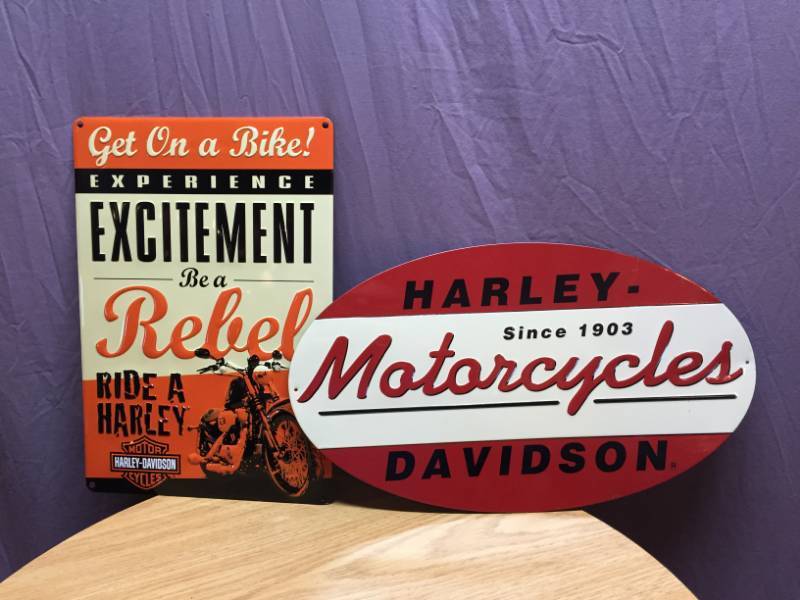 Get On a Bike!
EXPERIENCE
EXCITEMENT
Be a
Rebel
RIDE A
HARLEY
MOTOR
HARLEY-DAVIDSON
CYCLES
HARLEY-
Since 1903
Motorcycles
DAVIDSON®